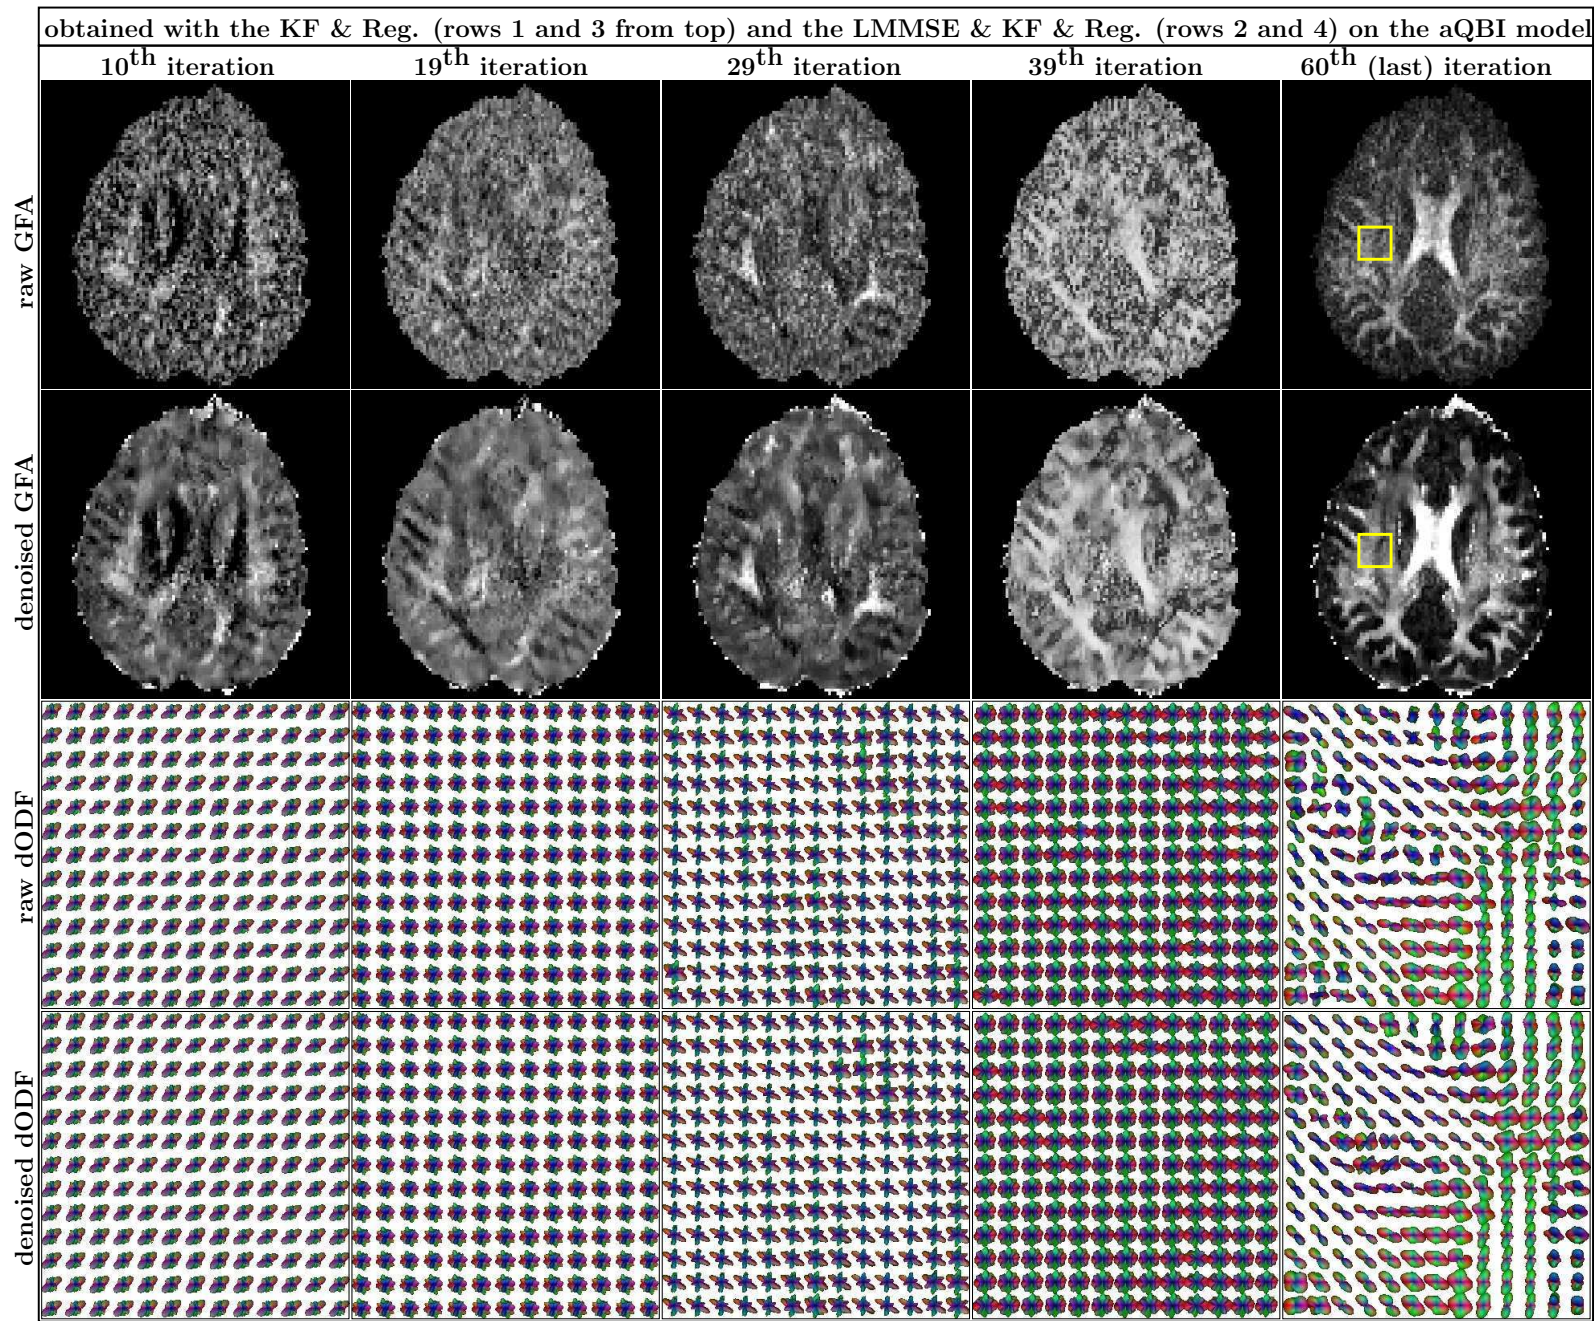 obtained with the KF & Reg. (rows 1 and 3 from top) and the LMMSE & KF & Reg. (rows 2 and 4) on the aQBI model
10th iteration
19th iteration
29th iteration
39th iteration
60th (last) iteration
raw GFA
denoised GFA
raw dODF
denoised dODF